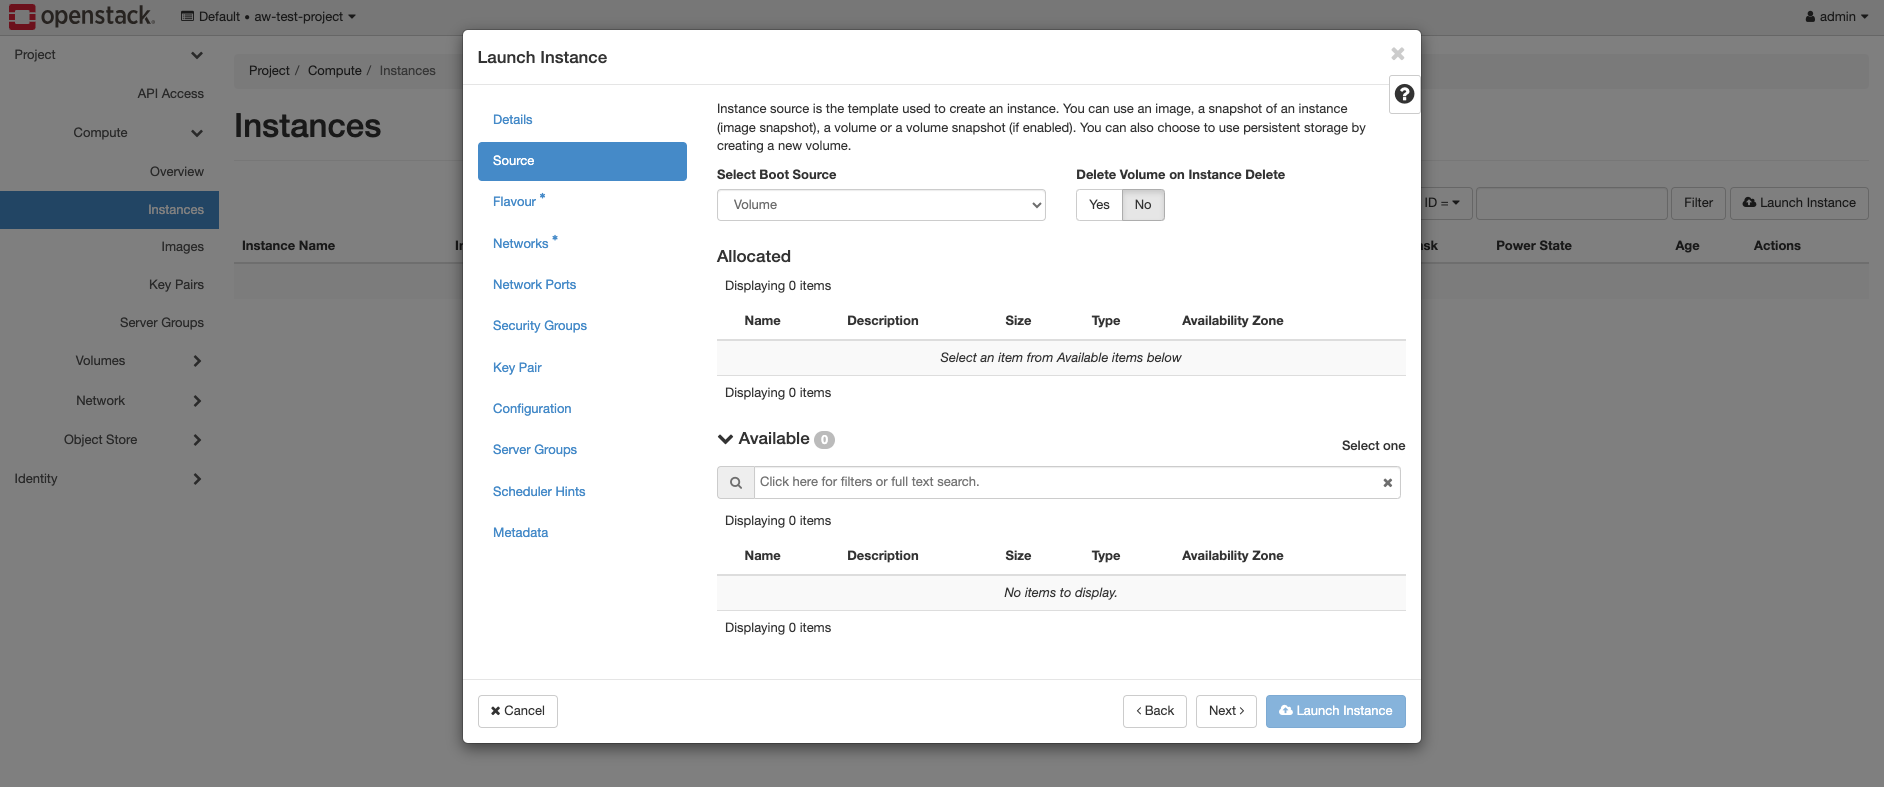 openstack. Default • aw-test-project admin
Project
API Access
Compute
Overview
Instances
Images
Key Pairs
Server Groups
Volumes
Network
Object Store
Identity
Project / Compute / Instances
Instances
ID = Filter Launch Instance
Instance Name Power State Age Actions
Launch Instance
Details
Source
Flavour *
Networks *
Network Ports
Security Groups
Key Pair
Configuration
Server Groups
Scheduler Hints
Metadata
Instance source is the template used to create an instance. You can use an image, a snapshot of an instance
(image snapshot), a volume or a volume snapshot (if enabled). You can also choose to use persistent storage by
creating a new volume.
Select Boot Source Delete Volume on Instance Delete
Volume Yes No
Allocated
Displaying 0 items
Name Description Size Type Availability Zone
Select an item from Available items below
Displaying 0 items
Available 0
Select one
Click here for filters or full text search.
Displaying 0 items
Name Description Size Type Availability Zone
No items to display.
Displaying 0 items
Cancel ‹ Back Next › Launch Instance